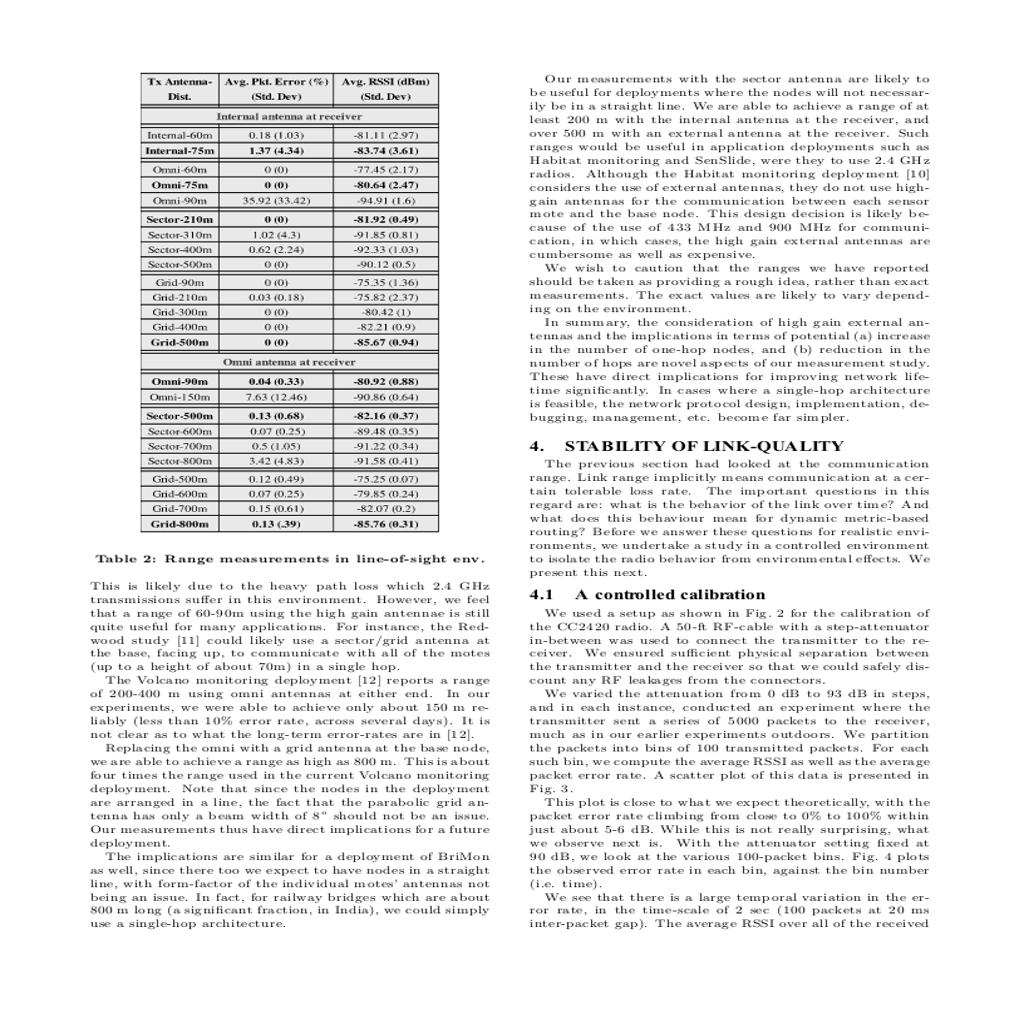 Tx Antenna- Avg. Pkt. Error (%) Avg. RSSI (dBm)
Dist. (Std. Dev) (Std. Dev)
Internal antenna at receiver
Internal-60m 0.18 (1.03) -81.11 (2.97)
Internal-75m 1.37 (4.34) -83.74 (3.61)
Omni-60m 0 (0) -77.45 (2.17)
Omni-75m 0 (0) -80.64 (2.47)
Omni-90m 35.92 (33.42) -94.91 (1.6)
Sector-210m 0 (0) -81.92 (0.49)
Sector-310m 1.02 (4.3) -91.85 (0.81)
Sector-400m 0.62 (2.24) -92.33 (1.03)
Sector-500m 0 (0) -90.12 (0.5)
Grid-90m 0 (0) -75.35 (1.36)
Grid-210m 0.03 (0.18) -75.82 (2.37)
Grid-300m 0 (0) -80.42 (1)
Grid-400m 0 (0) -82.21 (0.9)
Grid-500m 0 (0) -85.67 (0.94)
Omni antenna at receiver
Omni-90m 0.04 (0.33) -80.92 (0.88)
Omni-150m 7.63 (12.46) -90.86 (0.64)
Sector-500m 0.13 (0.68) -82.16 (0.37)
Sector-600m 0.07 (0.25) -89.48 (0.35)
Sector-700m 0.5 (1.05) -91.22 (0.34)
Sector-800m 3.42 (4.83) -91.58 (0.41)
Grid-500m 0.12 (0.49) -75.25 (0.07)
Grid-600m 0.07 (0.25) -79.85 (0.24)
Grid-700m 0.15 (0.61) -82.07 (0.2)
Grid-800m 0.13 (.39) -85.76 (0.31)
Table 2: Range measurements in line-of-sight env.
This is likely due to the heavy path loss which 2.4 GHz
transmissions suffer in this environment. However, we feel
that a range of 60-90m using the high gain antennae is still
quite useful for many applications. For instance, the Red-
wood study [11] could likely use a sector/grid antenna at
the base, facing up, to communicate with all of the motes
(up to a height of about 70m) in a single hop.
The Volcano monitoring deployment [12] reports a range
of 200-400 m using omni antennas at either end. In our
experiments, we were able to achieve only about 150 m re-
liably (less than 10% error rate, across several days). It is
not clear as to what the long-term error-rates are in [12].
Replacing the omni with a grid antenna at the base node,
we are able to achieve a range as high as 800 m. This is about
four times the range used in the current Volcano monitoring
deployment. Note that since the nodes in the deployment
are arranged in a line, the fact that the parabolic grid an-
tenna has only a beam width of 8° should not be an issue.
Our measurements thus have direct implications for a future
deployment.
The implications are similar for a deployment of BriMon
as well, since there too we expect to have nodes in a straight
line, with form-factor of the individual motes' antennas not
being an issue. In fact, for railway bridges which are about
800 m long (a significant fraction, in India), we could simply
use a single-hop architecture.
Our measurements with the sector antenna are likely to
be useful for deployments where the nodes will not necessar-
ily be in a straight line. We are able to achieve a range of at
least 200 m with the internal antenna at the receiver, and
over 500 m with an external antenna at the receiver. Such
ranges would be useful in application deployments such as
Habitat monitoring and SenSlide, were they to use 2.4 GHz
radios. Although the Habitat monitoring deployment [10]
considers the use of external antennas, they do not use high-
gain antennas for the communication between each sensor
mote and the base node. This design decision is likely be-
cause of the use of 433 MHz and 900 MHz for communi-
cation, in which cases, the high gain external antennas are
cumbersome as well as expensive.
We wish to caution that the ranges we have reported
should be taken as providing a rough idea, rather than exact
measurements. The exact values are likely to vary depend-
ing on the environment.
In summary, the consideration of high gain external an-
tennas and the implications in terms of potential (a) increase
in the number of one-hop nodes, and (b) reduction in the
number of hops are novel aspects of our measurement study.
These have direct implications for improving network life-
time significantly. In cases where a single-hop architecture
is feasible, the network protocol design, implementation, de-
bugging, management, etc. become far simpler.
4. STABILITY OF LINK-QUALITY
The previous section had looked at the communication
range. Link range implicitly means communication at a cer-
tain tolerable loss rate. The important questions in this
regard are: what is the behavior of the link over time? And
what does this behaviour mean for dynamic metric-based
routing? Before we answer these questions for realistic envi-
ronments, we undertake a study in a controlled environment
to isolate the radio behavior from environmental effects. We
present this next.
4.1 A controlled calibration
We used a setup as shown in Fig. 2 for the calibration of
the CC2420 radio. A 50-ft RF-cable with a step-attenuator
in-between was used to connect the transmitter to the re-
ceiver. We ensured sufficient physical separation between
the transmitter and the receiver so that we could safely dis-
count any RF leakages from the connectors.
We varied the attenuation from 0 dB to 93 dB in steps,
and in each instance, conducted an experiment where the
transmitter sent a series of 5000 packets to the receiver,
much as in our earlier experiments outdoors. We partition
the packets into bins of 100 transmitted packets. For each
such bin, we compute the average RSSI as well as the average
packet error rate. A scatter plot of this data is presented in
Fig. 3.
This plot is close to what we expect theoretically, with the
packet error rate climbing from close to 0% to 100% within
just about 5-6 dB. While this is not really surprising, what
we observe next is. With the attenuator setting fixed at
90 dB, we look at the various 100-packet bins. Fig. 4 plots
the observed error rate in each bin, against the bin number
(i.e. time).
We see that there is a large temporal variation in the er-
ror rate, in the time-scale of 2 sec (100 packets at 20 ms
inter-packet gap). The average RSSI over all of the received